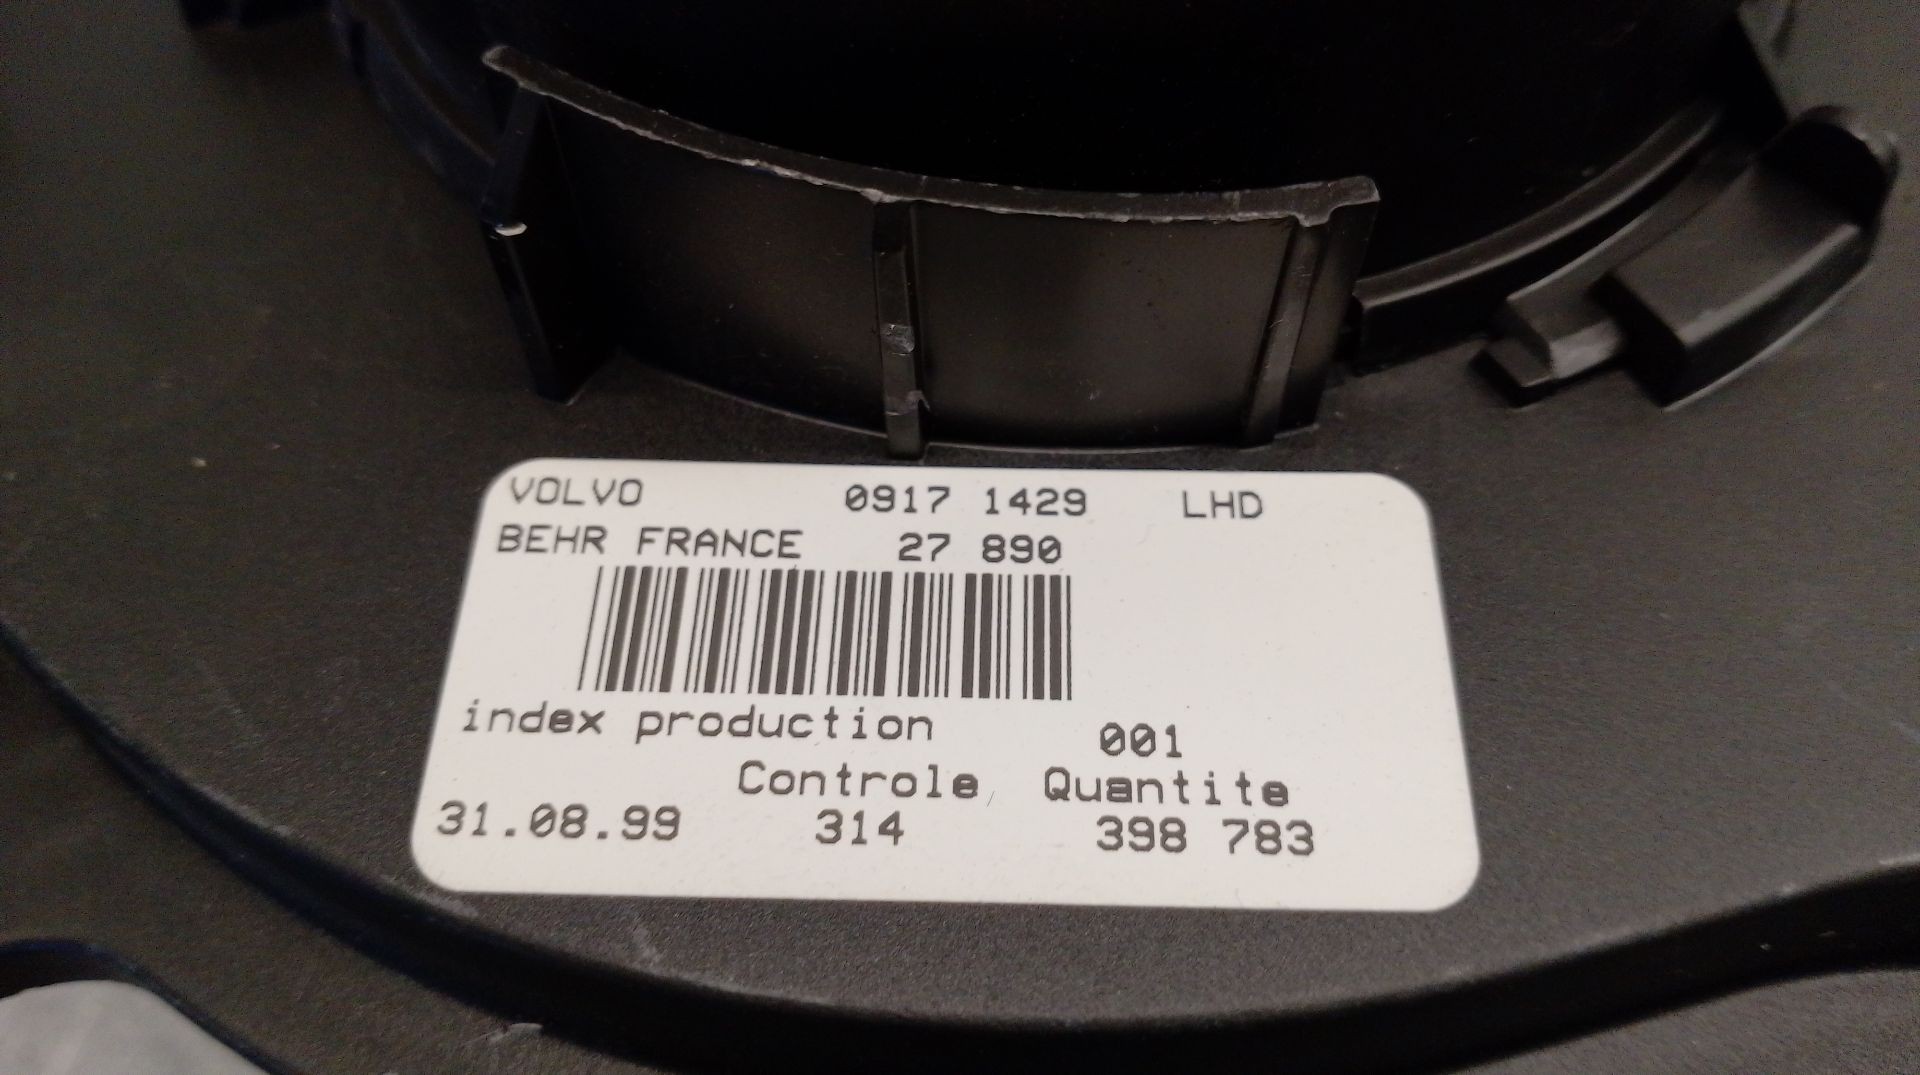 VOLVO 0917 1429 LHD
BEHR FRANCE 27 890
index production 001
Controle Quantite
31.08.99 314 398 783